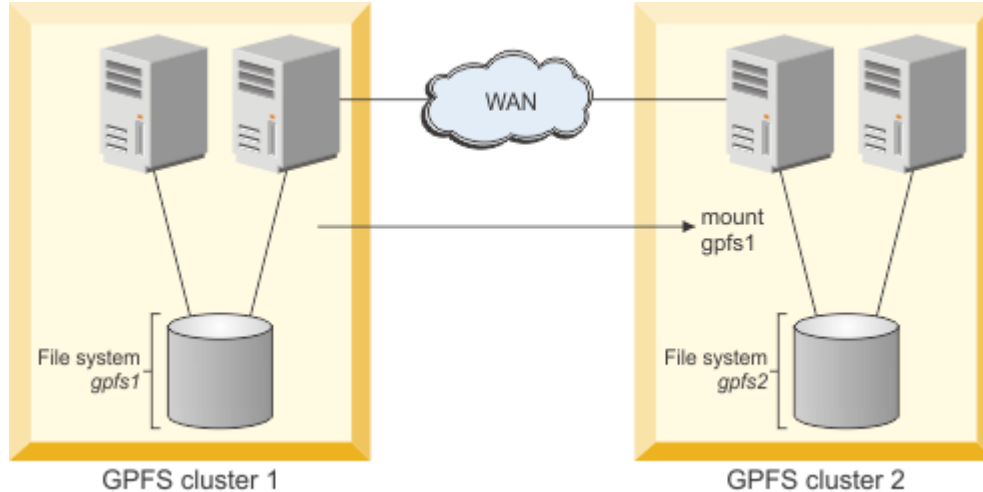 WAN
mount
gpfs1
File system
gpfs1
File system
gpfs2
GPFS cluster 1
GPFS cluster 2